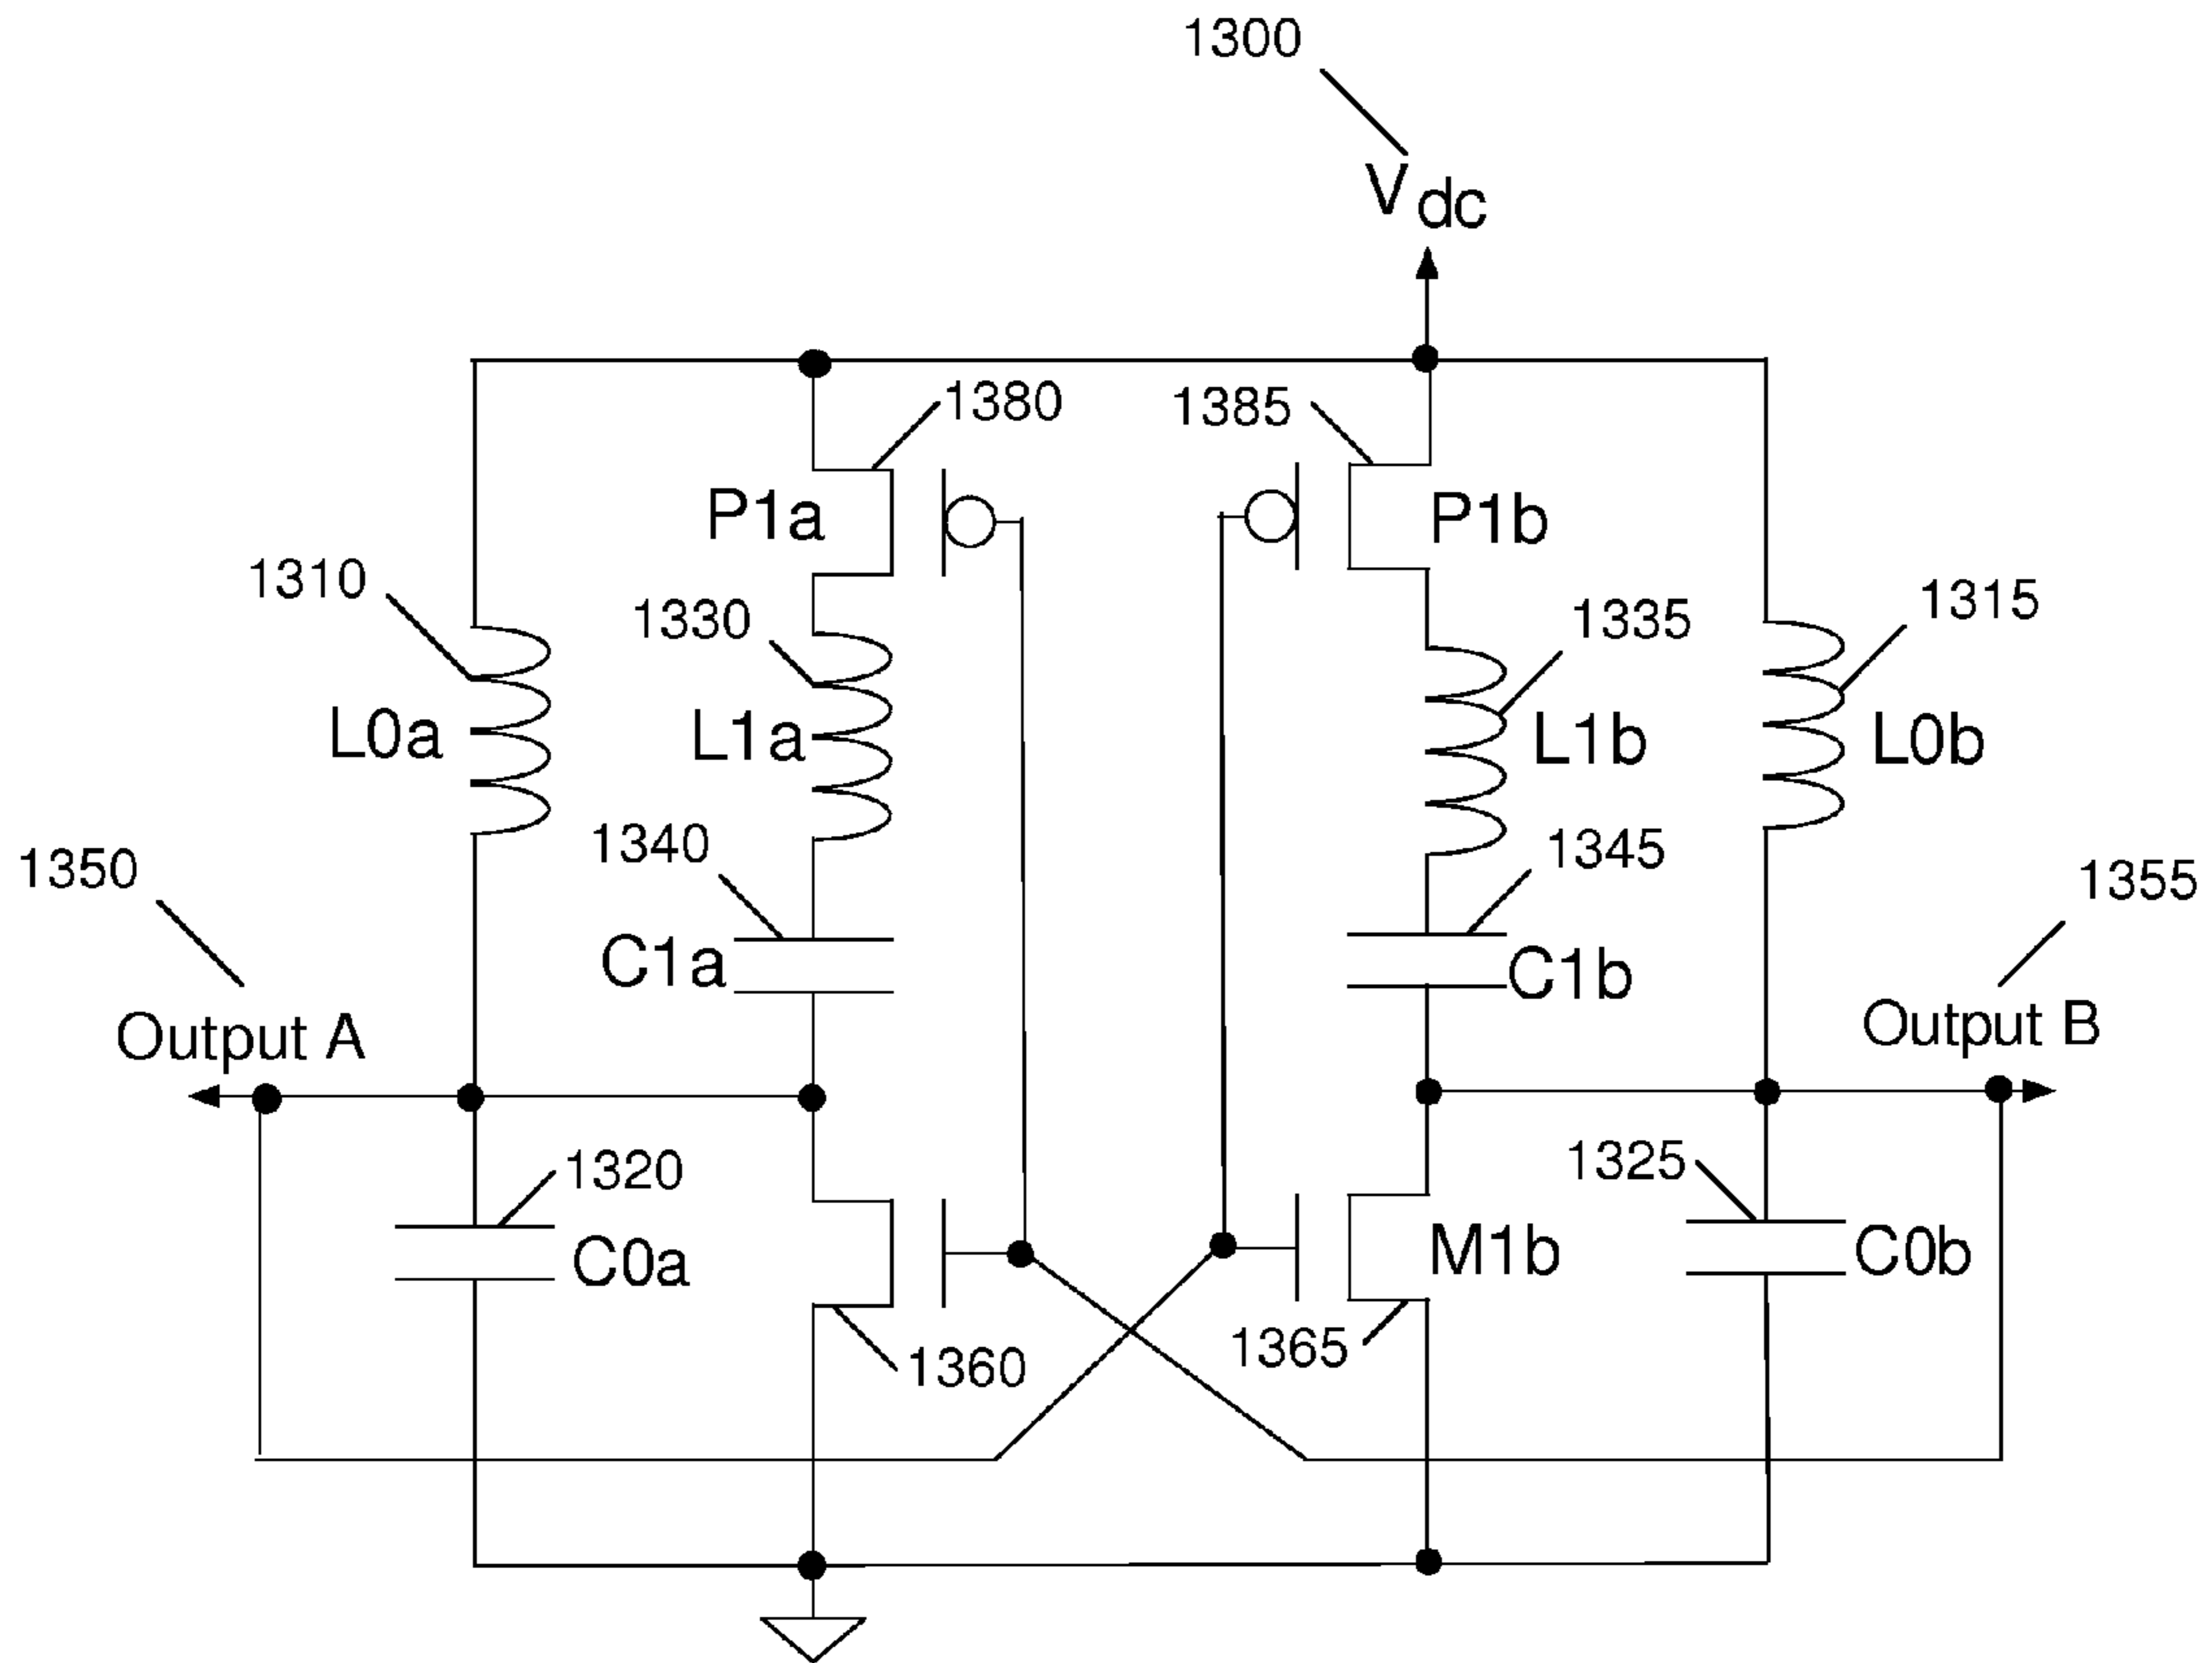 1300
Vdc
1380
1385
P1a
P1b
1310
1330
1335
1315
L0a
L1a
L1b
L0b
1340
1345
1350
1355
C1a
C1b
Output A
Output B
1320
1325
C0a
M1b
C0b
1360
1365